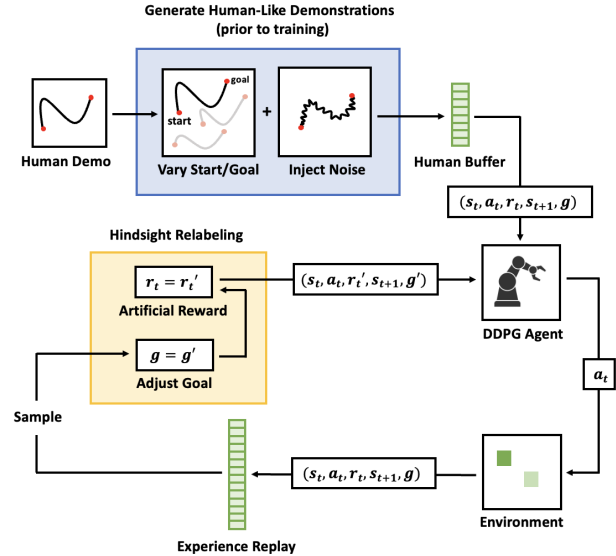 Generate Human-Like Demonstrations
(prior to training)
goal
start
+
Human Demo
Vary Start/Goal
Inject Noise
Human Buffer
(s_t, a_t, r_t, s_{t+1}, g)
Hindsight Relabeling
r_t = r_t'
(s_t, a_t, r_t', s_{t+1}, g')
Artificial Reward
DDPG Agent
g = g'
Adjust Goal
a_t
Sample
(s_t, a_t, r_t, s_{t+1}, g)
Environment
Experience Replay